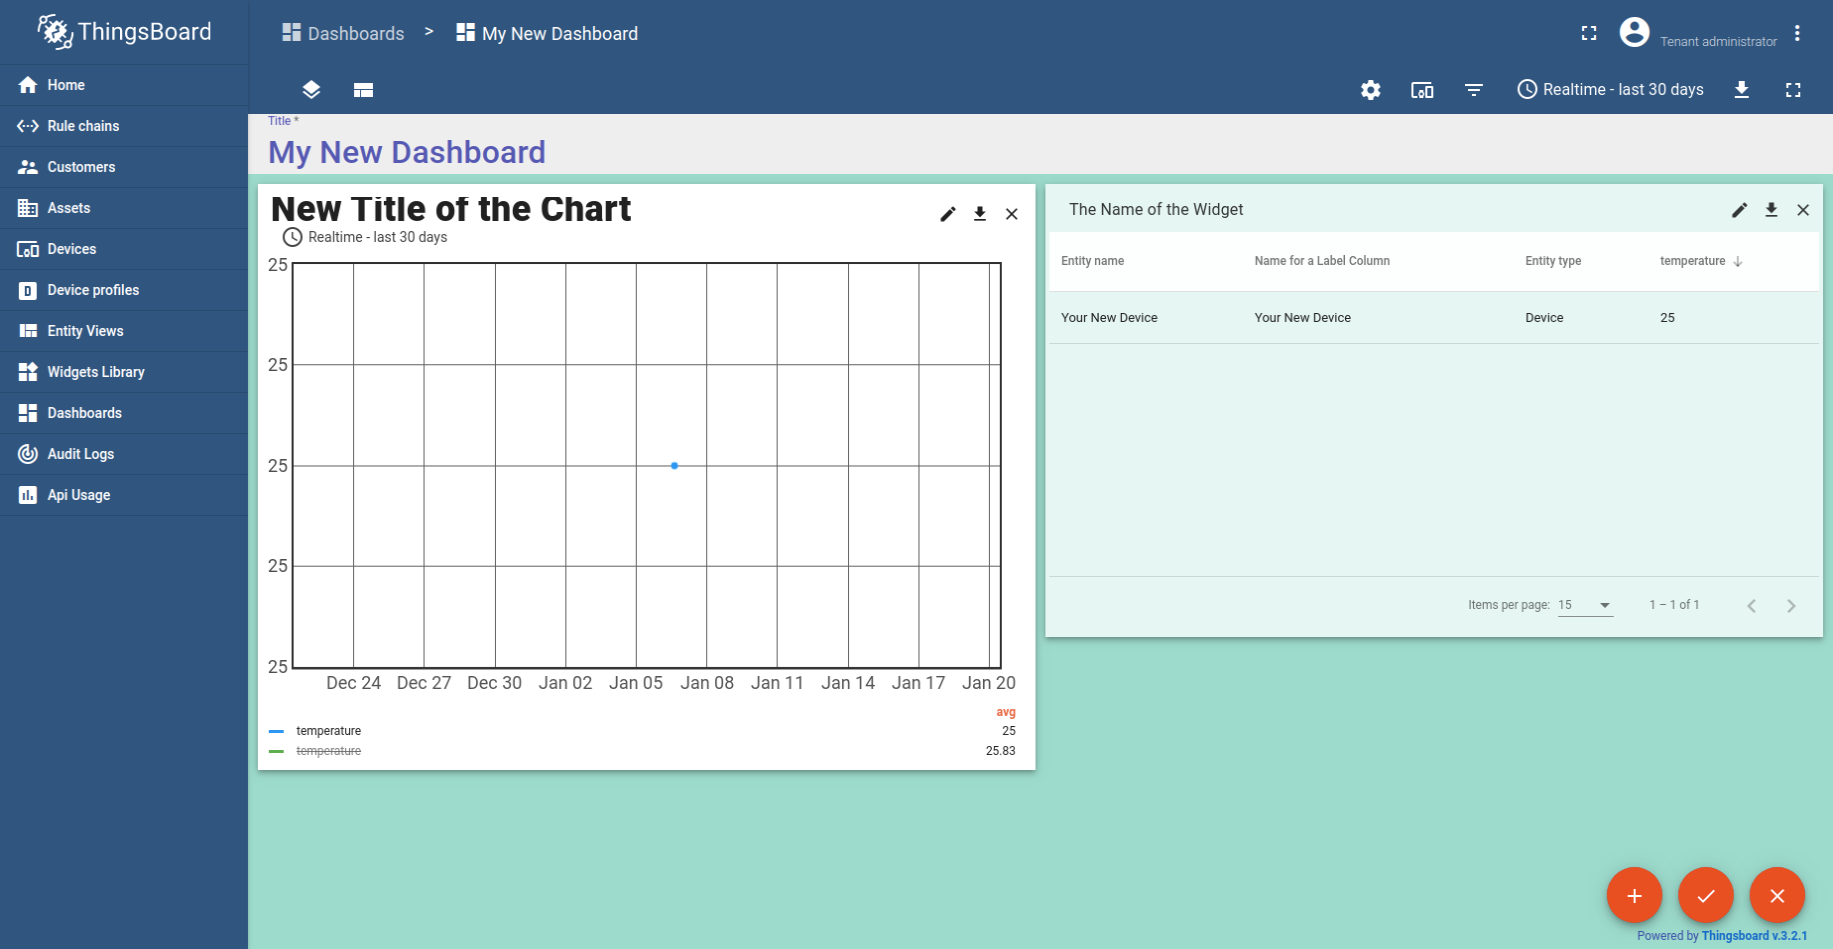 ThingsBoard
Dashboards > My New Dashboard
Tenant administrator
Home
Rule chains
Customers
Assets
Devices
Device profiles
Entity Views
Widgets Library
Dashboards
Audit Logs
Api Usage
Realtime - last 30 days
Title *
My New Dashboard
New Title of the Chart
Realtime - last 30 days
25
25
25
25
25
Dec 24 Dec 27 Dec 30 Jan 02 Jan 05 Jan 08 Jan 11 Jan 14 Jan 17 Jan 20
avg
temperature 25
temperature 25.83
The Name of the Widget
Entity name Name for a Label Column Entity type temperature
Your New Device Your New Device Device 25
Items per page: 15 1 – 1 of 1
Powered by Thingsboard v.3.2.1